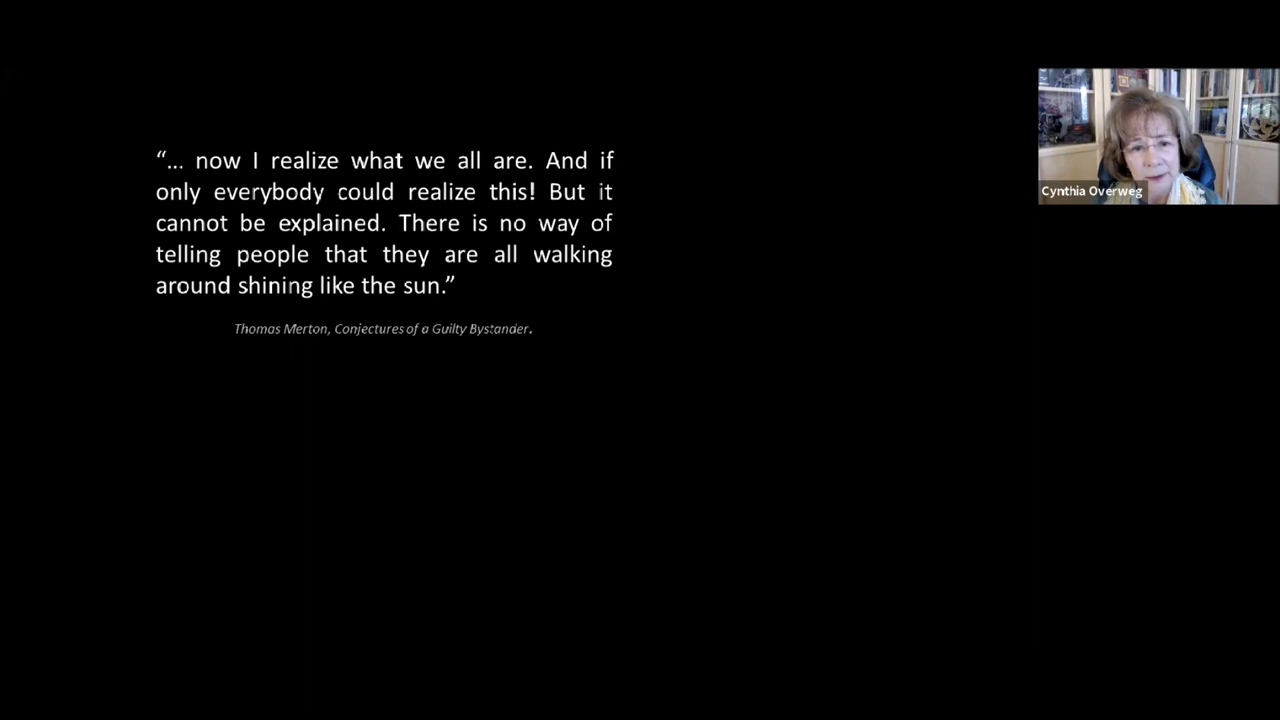 “... now I realize what we all are. And if
only everybody could realize this! But it
cannot be explained. There is no way of
telling people that they are all walking
around shining like the sun.”
Thomas Merton, Conjectures of a Guilty Bystander.
Cynthia Overweg